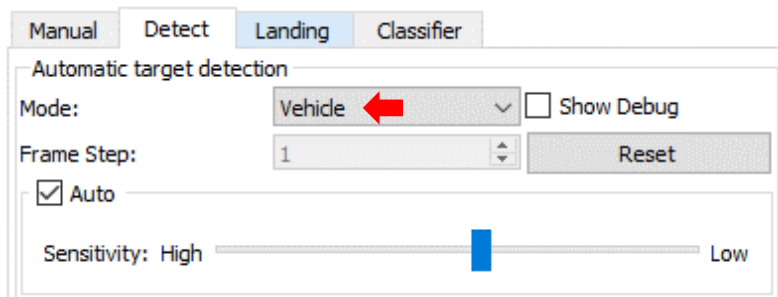 Manual Detect Landing Classifier
Automatic target detection
Mode: Vehicle Show Debug
Frame Step: 1 Reset
Auto
Sensitivity: High Low